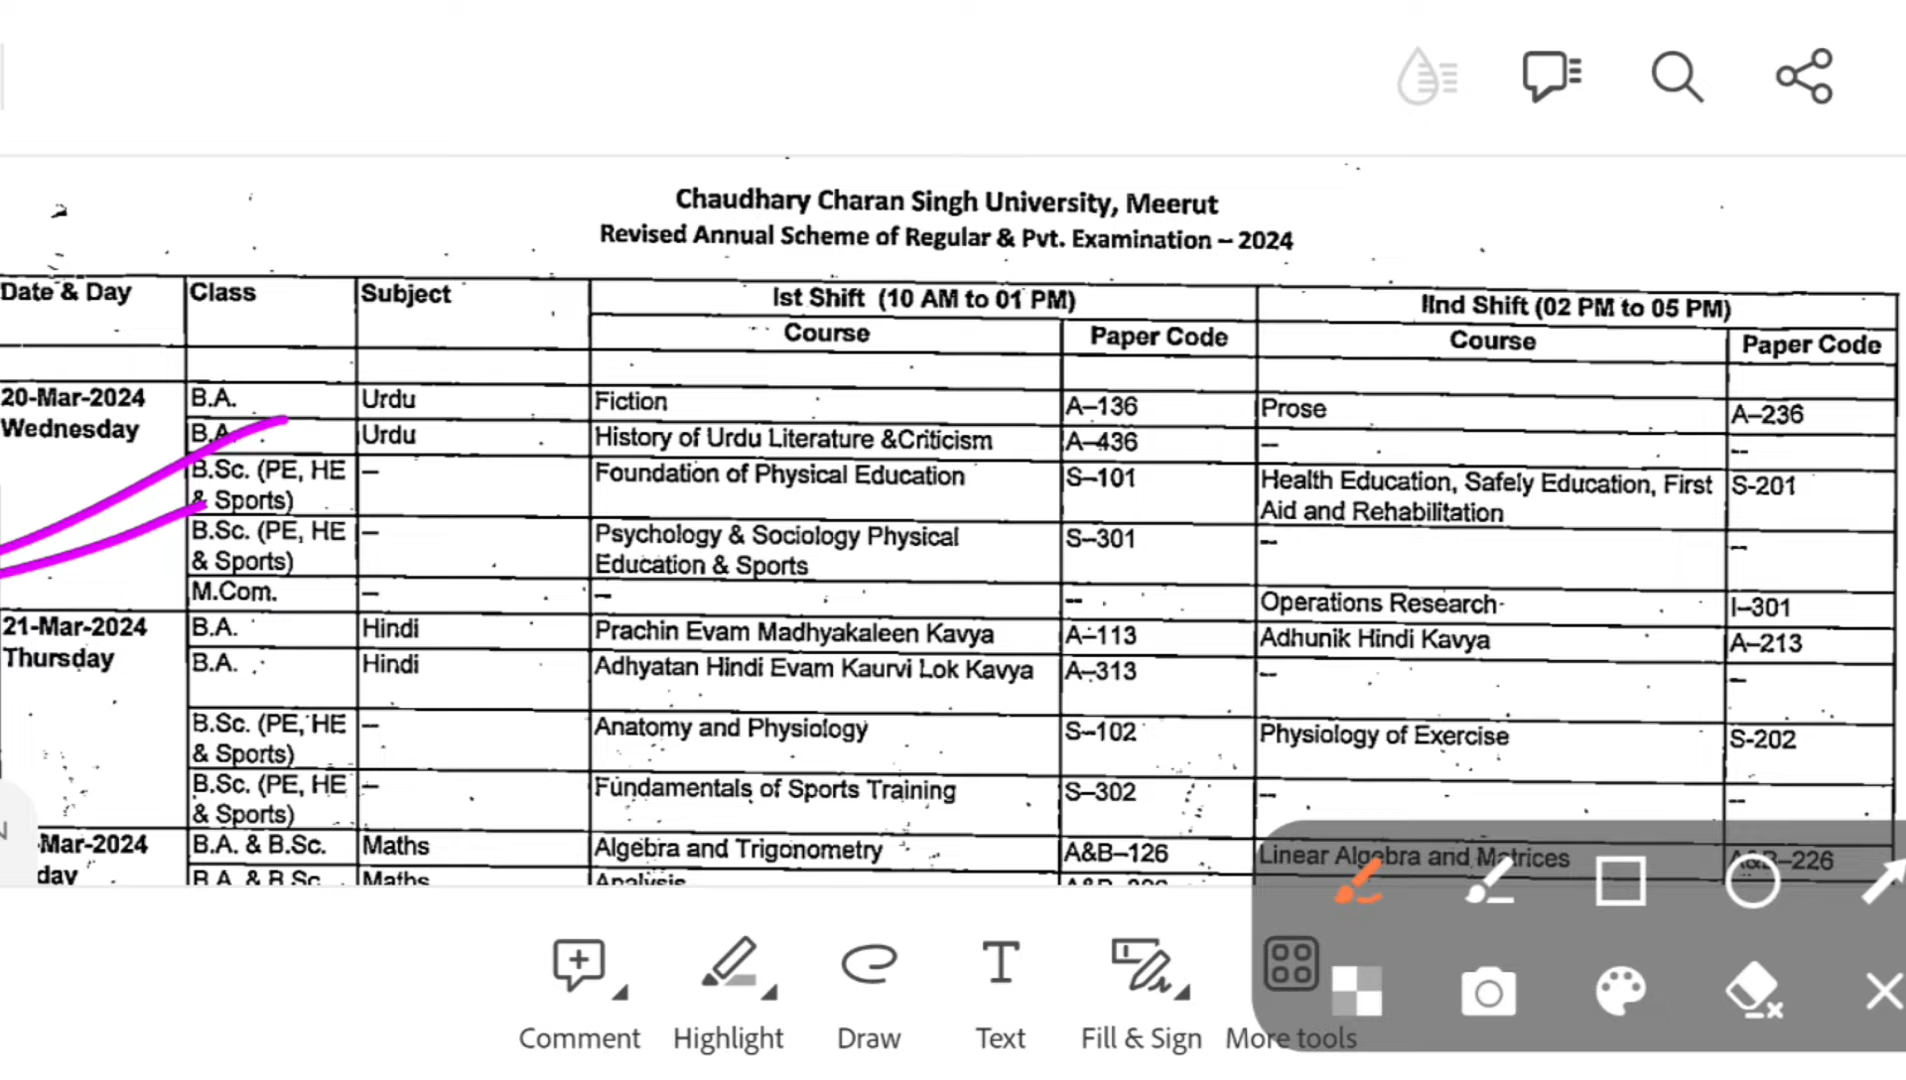 Chaudhary Charan Singh University, Meerut
Revised Annual Scheme of Regular & Pvt. Examination – 2024
Date & Day Class Subject Ist Shift (10 AM to 01 PM) IInd Shift (02 PM to 05 PM)
Course Paper Code Course Paper Code
20-Mar-2024 B.A. Urdu Fiction A–136 Prose A–236
Wednesday B.A. Urdu History of Urdu Literature &Criticism A–436 -- --
B.Sc. (PE, HE – Foundation of Physical Education S–101 Health Education, Safely Education, First S-201
& Sports) Aid and Rehabilitation
B.Sc. (PE, HE – Psychology & Sociology Physical S–301 -- --
& Sports) Education & Sports
M.Com. – – -- Operations Research I–301
21-Mar-2024 B.A. Hindi Prachin Evam Madhyakaleen Kavya A–113 Adhunik Hindi Kavya A–213
Thursday B.A. Hindi Adhyatan Hindi Evam Kaurvi Lok Kavya A–313 -- --
B.Sc. (PE, HE – Anatomy and Physiology S–102 Physiology of Exercise S-202
& Sports)
B.Sc. (PE, HE – Fundamentals of Sports Training S–302 -- --
& Sports)
-Mar-2024 B.A. & B.Sc. Maths Algebra and Trigonometry A&B–126 Linear Algebra and Matrices A&B–226
day B.A. & B.Sc. Maths Analysis
Comment Highlight Draw Text Fill & Sign More tools